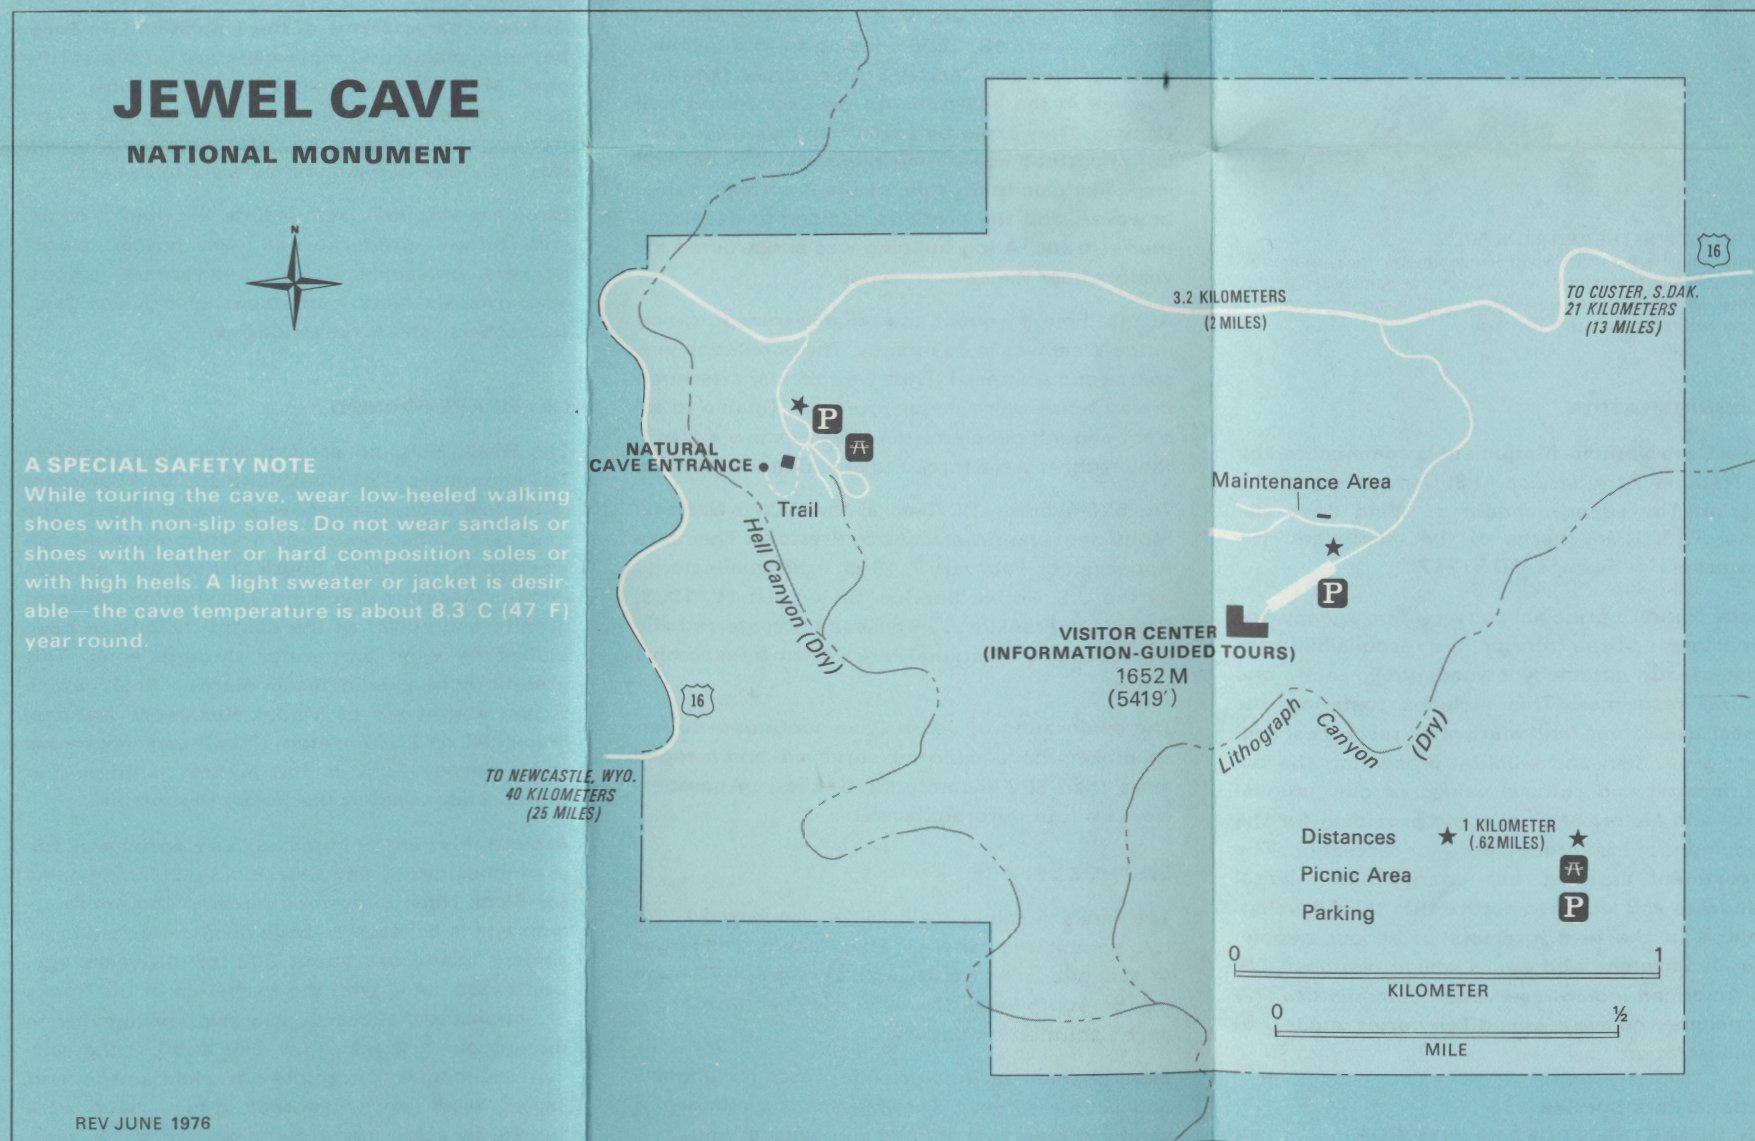 JEWEL CAVE
NATIONAL MONUMENT
N
A SPECIAL SAFETY NOTE
While touring the cave, wear low-heeled walking
shoes with non-slip soles. Do not wear sandals or
shoes with leather or hard composition soles or
with high heels. A light sweater or jacket is desir-
able—the cave temperature is about 8.3 C (47 F)
year round.
REV JUNE 1976
16
TO CUSTER, S.DAK.
21 KILOMETERS
(13 MILES)
3.2 KILOMETERS
(2 MILES)
P
NATURAL
CAVE ENTRANCE
Trail
Hell Canyon (Dry)
Maintenance Area
P
VISITOR CENTER
(INFORMATION-GUIDED TOURS)
1652 M
(5419')
16
TO NEWCASTLE, WYO.
40 KILOMETERS
(25 MILES)
Lithograph Canyon (Dry)
Distances ★ 1 KILOMETER ★
(.62 MILES)
Picnic Area
Parking P
0 1
KILOMETER
0 ½
MILE